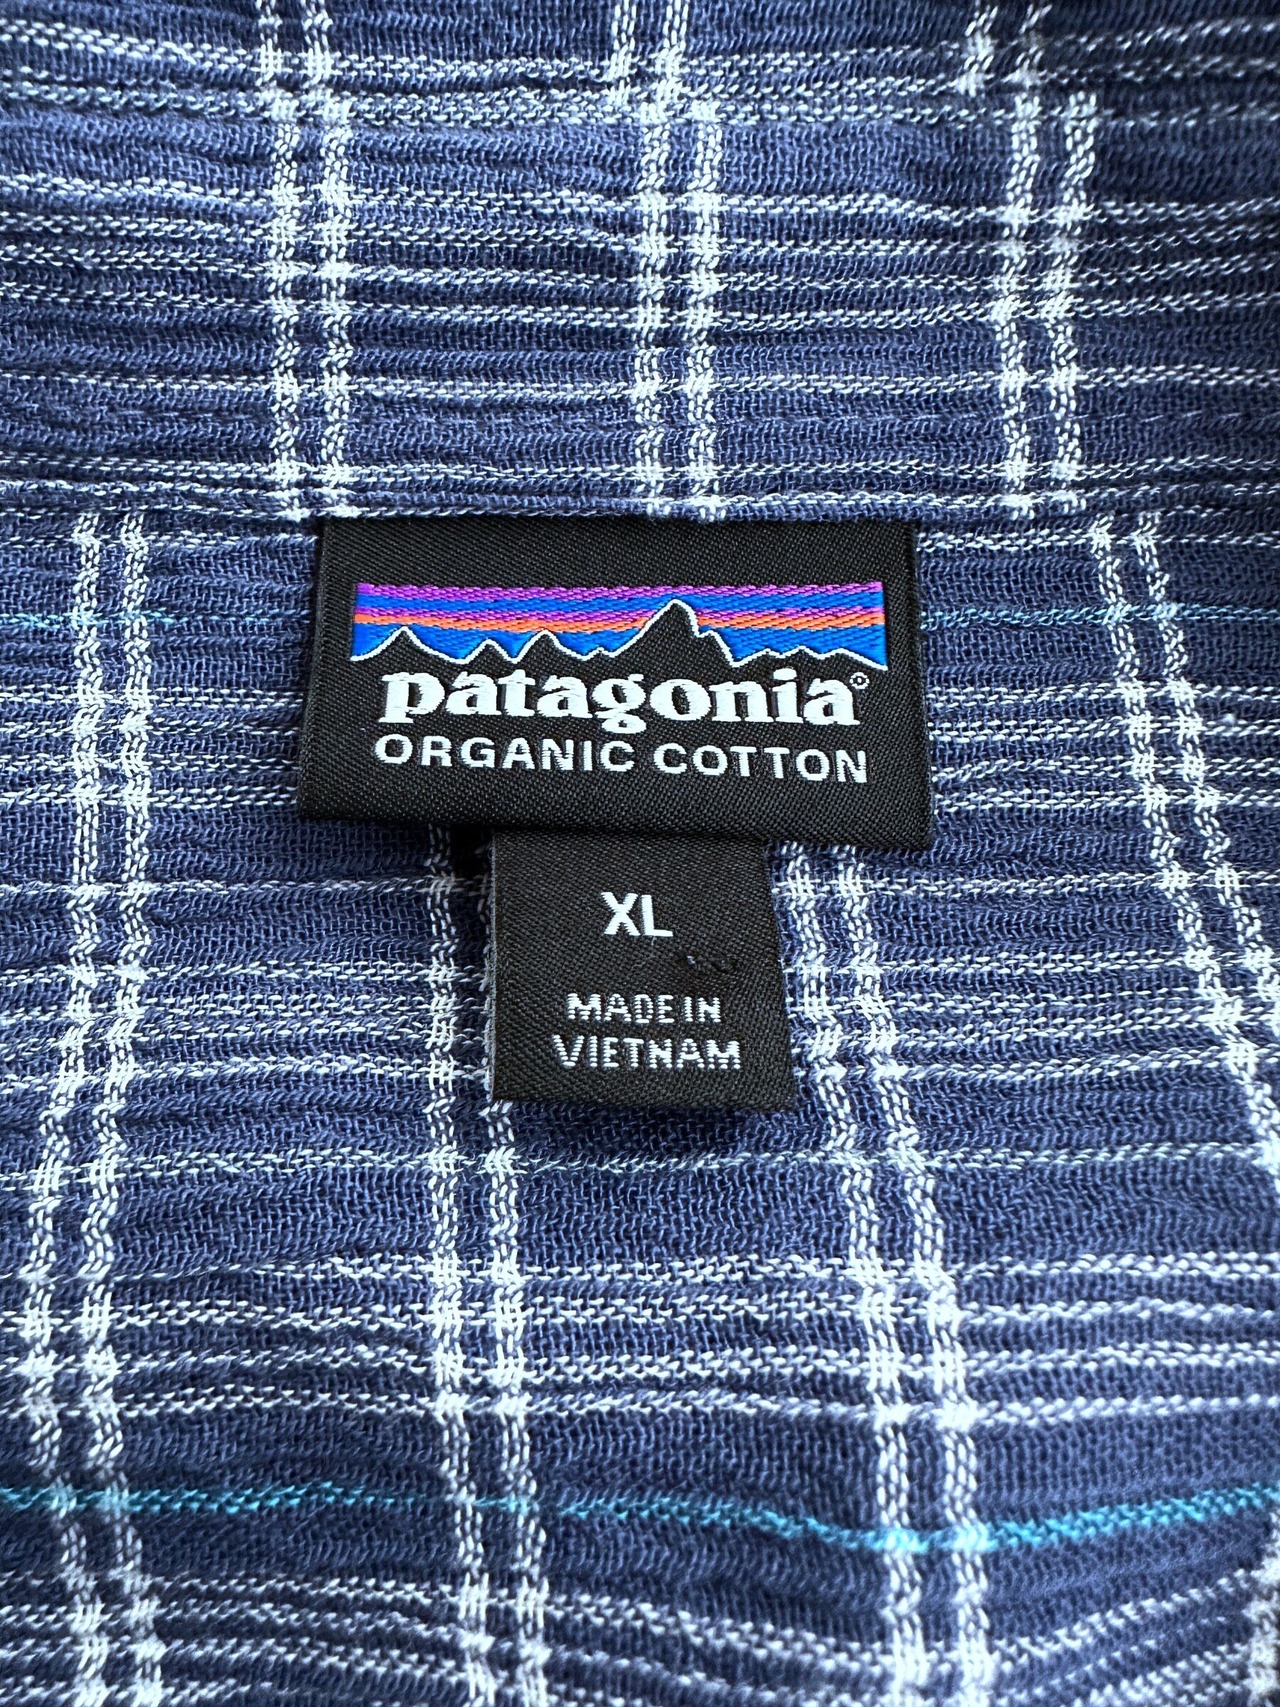 patagonia®
ORGANIC COTTON
XL
MADE IN
VIETNAM